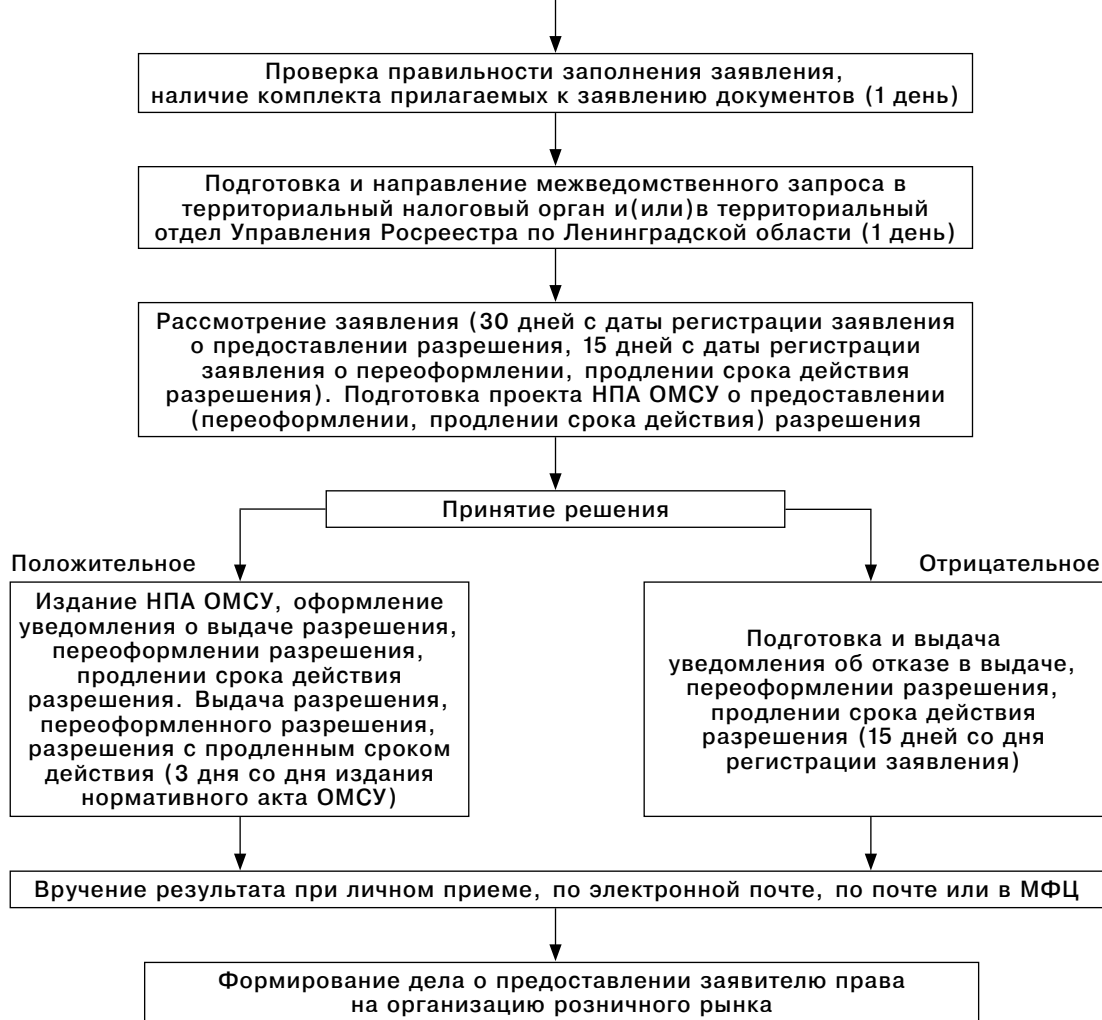 Проверка правильности заполнения заявления,
наличие комплекта прилагаемых к заявлению документов (1 день)
Подготовка и направление межведомственного запроса в
территориальный налоговый орган и(или)в территориальный
отдел Управления Росреестра по Ленинградской области (1 день)
Рассмотрение заявления (30 дней с даты регистрации заявления
о предоставлении разрешения, 15 дней с даты регистрации
заявления о переоформлении, продлении срока действия
разрешения). Подготовка проекта НПА ОМСУ о предоставлении
(переоформлении, продлении срока действия) разрешения
Принятие решения
Положительное
Издание НПА ОМСУ, оформление
уведомления о выдаче разрешения,
переоформлении разрешения,
продлении срока действия
разрешения. Выдача разрешения,
переоформленного разрешения,
разрешения с продленным сроком
действия (3 дня со дня издания
нормативного акта ОМСУ)
Отрицательное
Подготовка и выдача
уведомления об отказе в выдаче,
переоформлении разрешения,
продлении срока действия
разрешения (15 дней со дня
регистрации заявления)
Вручение результата при личном приеме, по электронной почте, по почте или в МФЦ
Формирование дела о предоставлении заявителю права
на организацию розничного рынка